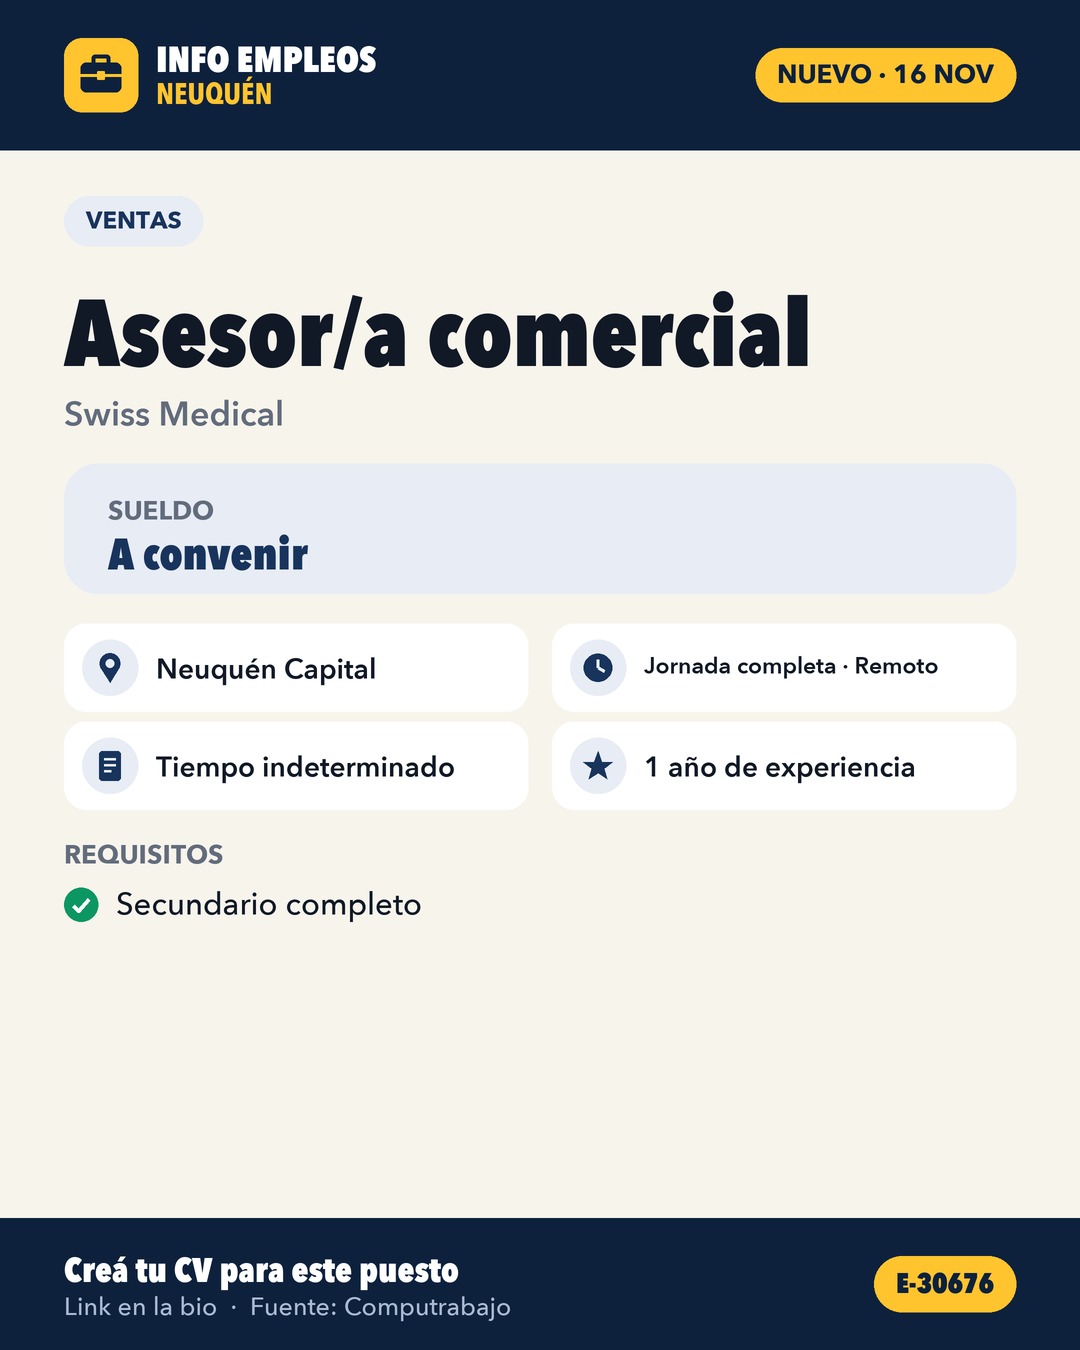 INFO EMPLEOS
NEUQUÉN
NUEVO · 16 NOV
VENTAS
Asesor/a comercial
Swiss Medical
SUELDO
A convenir
Neuquén Capital
Jornada completa · Remoto
Tiempo indeterminado
1 año de experiencia
REQUISITOS
Secundario completo
Creá tu CV para este puesto
Link en la bio · Fuente: Computrabajo
E-30676